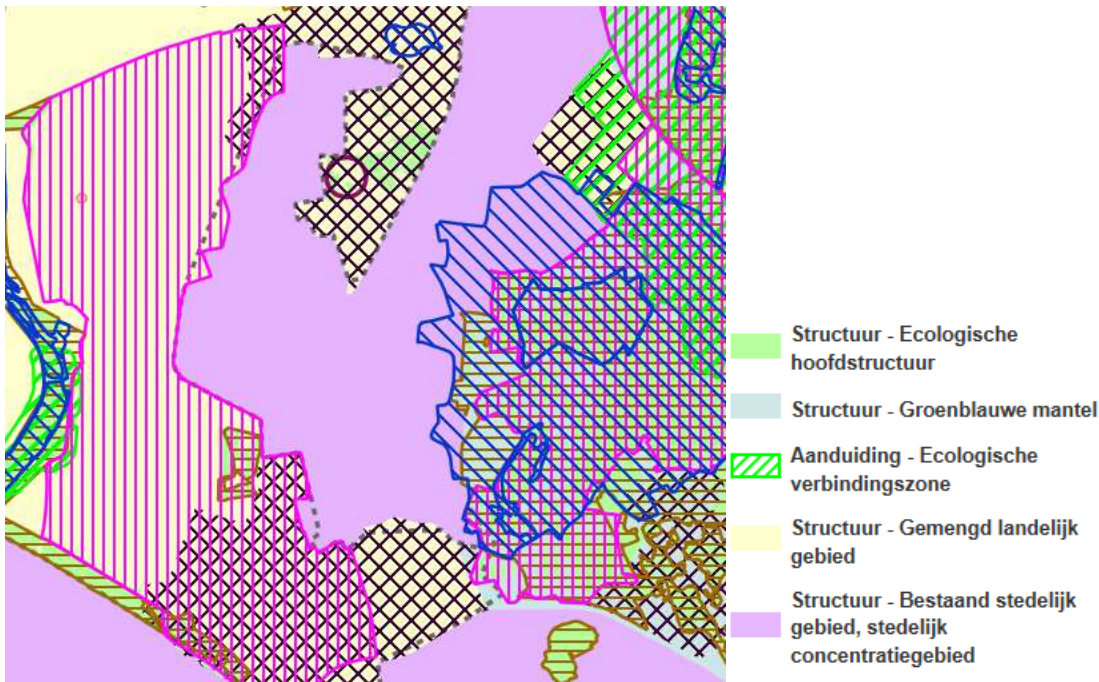 Structuur - Ecologische
hoofdstructuur
Structuur - Groenblauwe mantel
Aanduiding - Ecologische
verbindingszone
Structuur - Gemengd landelijk
gebied
Structuur - Bestaand stedelijk
gebied, stedelijk
concentratiegebied